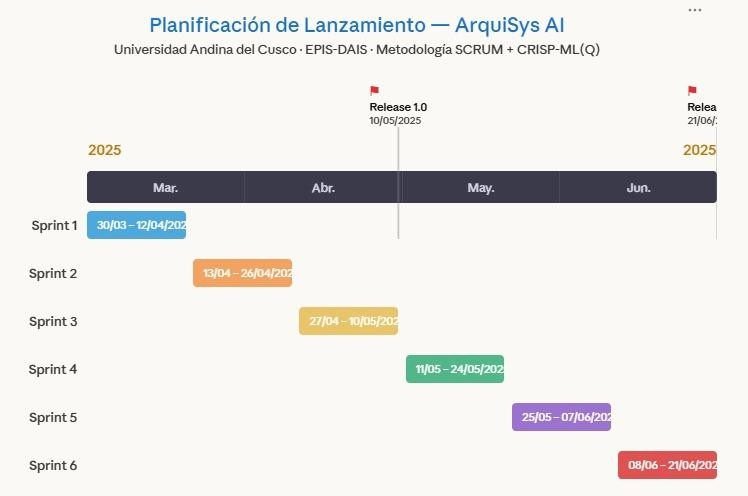 Planificación de Lanzamiento — ArquiSys AI
Universidad Andina del Cusco · EPIS-DAIS · Metodología SCRUM + CRISP-ML(Q)
Release 1.0
10/05/2025
Relea
21/06/
2025
2025
Mar.
Abr.
May.
Jun.
Sprint 1
30/03 – 12/04/202
Sprint 2
13/04 – 26/04/202
Sprint 3
27/04 – 10/05/202
Sprint 4
11/05 – 24/05/202
Sprint 5
25/05 – 07/06/202
Sprint 6
08/06 – 21/06/202